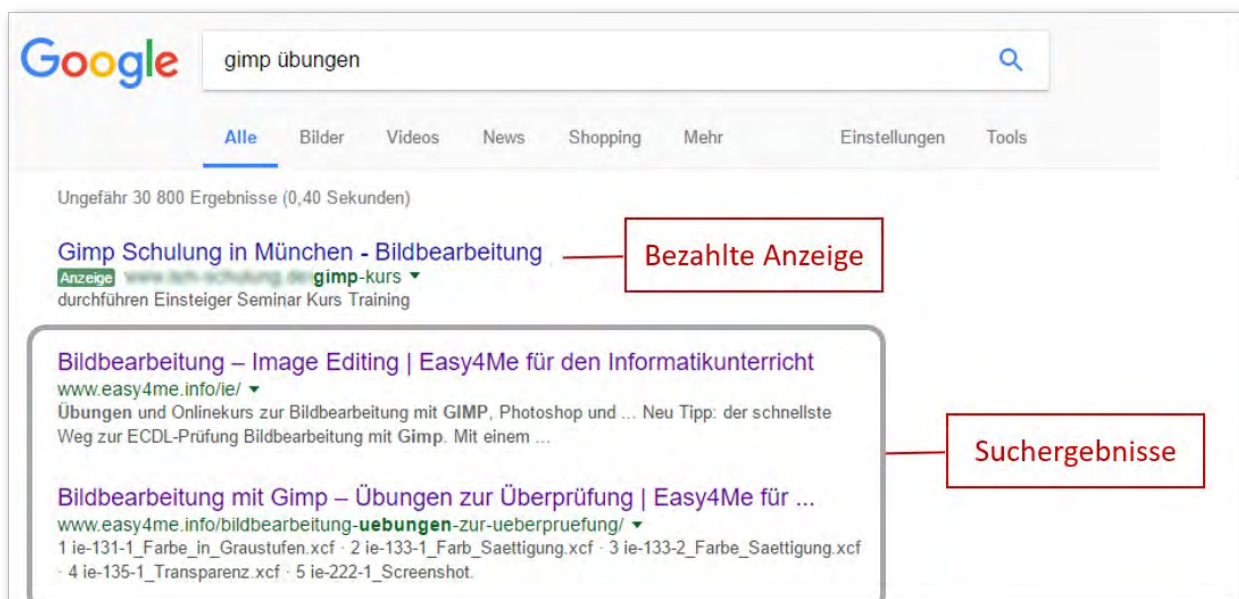 Google
gimp übungen
Alle Bilder Videos News Shopping Mehr Einstellungen Tools
Ungefähr 30 800 Ergebnisse (0,40 Sekunden)
Gimp Schulung in München - Bildbearbeitung
Bezahlte Anzeige
Anzeige gimp-kurs
durchführen Einsteiger Seminar Kurs Training
Bildbearbeitung – Image Editing | Easy4Me für den Informatikunterricht
www.easy4me.info/ie/
Übungen und Onlinekurs zur Bildbearbeitung mit GIMP, Photoshop und ... Neu Tipp: der schnellste
Weg zur ECDL-Prüfung Bildbearbeitung mit Gimp. Mit einem ...
Suchergebnisse
Bildbearbeitung mit Gimp – Übungen zur Überprüfung | Easy4Me für ...
www.easy4me.info/bildbearbeitung-uebungen-zur-ueberpruefung/
1 ie-131-1_Farbe_in_Graustufen.xcf · 2 ie-133-1_Farb_Saettigung.xcf · 3 ie-133-2_Farbe_Saettigung.xcf
· 4 ie-135-1_Transparenz.xcf · 5 ie-222-1_Screenshot.